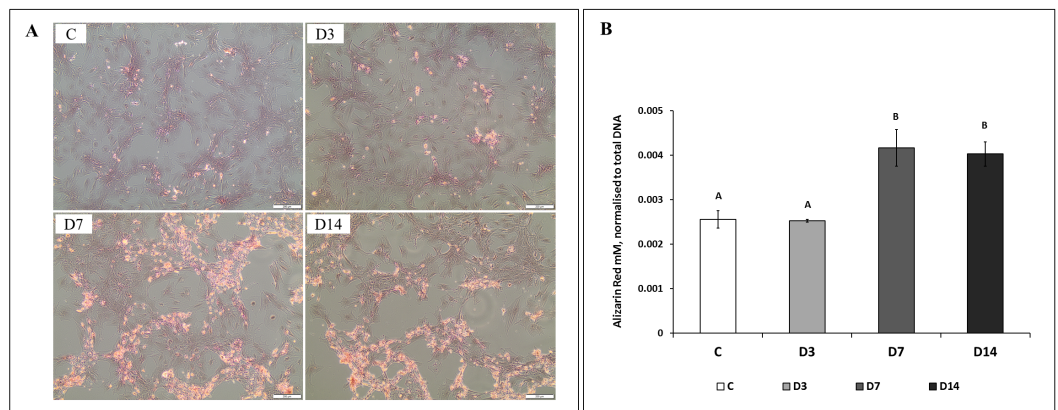 A
C
D3
D7
D14
B
Alizarin Red mM, normalised to total DNA
0.005
0.004
0.003
0.002
0.001
0
A
A
B
B
C D3 D7 D14
C D3 D7 D14